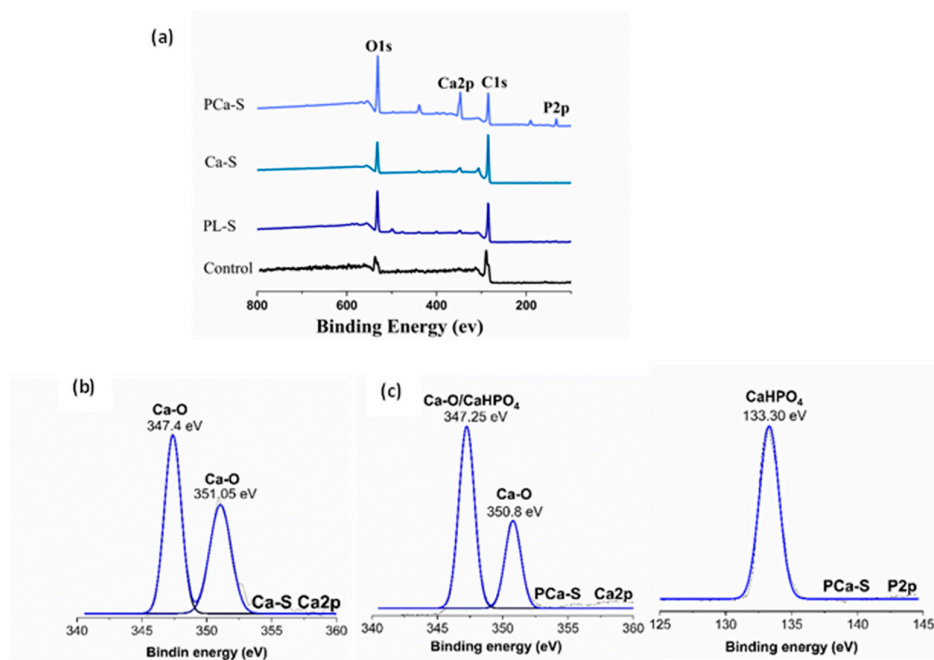 (a)
O1s
Ca2p
C1s
P2p
PCa-S
Ca-S
PL-S
Control
800 600 400 200
Binding Energy (ev)
(b)
Ca-O
347.4 eV
Ca-O
351.05 eV
Ca-S Ca2p
340 345 350 355 360
Bindin energy (eV)
(c)
Ca-O/CaHPO₄
347.25 eV
Ca-O
350.8 eV
PCa-S Ca2p
340 345 350 355 360
Binding energy (eV)
CaHPO₄
133.30 eV
PCa-S P2p
125 130 135 140 145
Binding energy (eV)